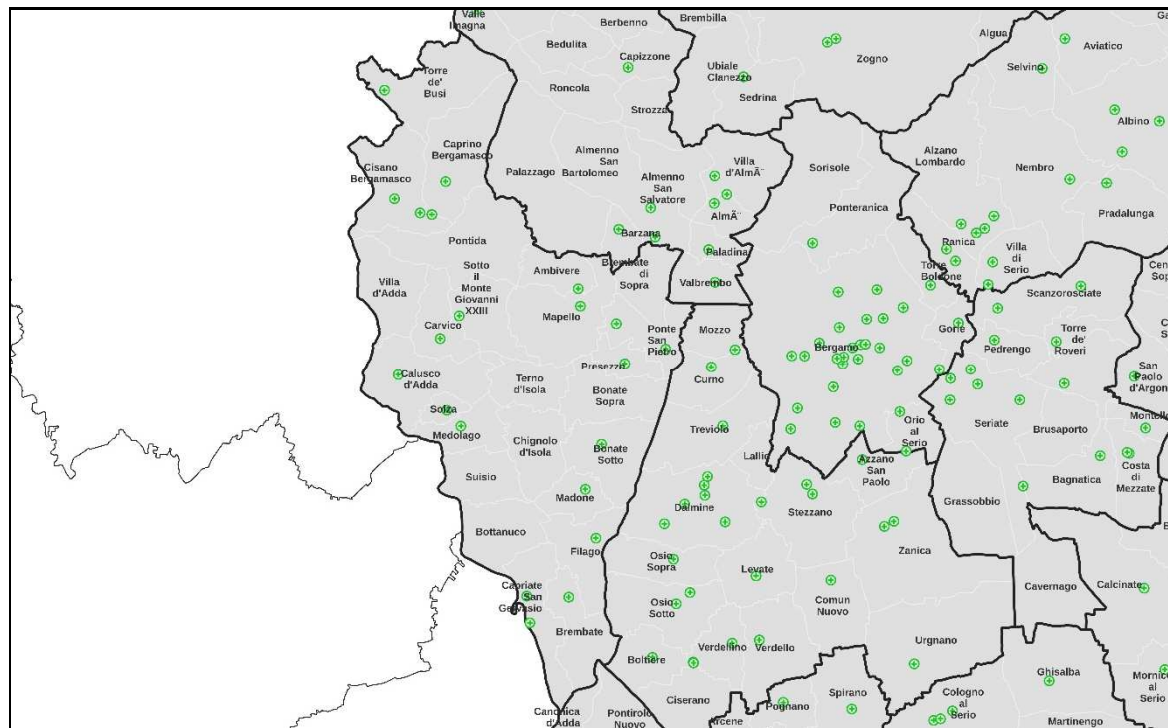 Valle
Imagna
Berbenno
Brembilla
Algua
Aviatico
Bedulita
Capizzone
Zogno
Selvino
Torre
de'
Busi
Ubiale
Clanezzo
Roncola
Sedrina
Strozza
Albino
Caprino
Bergamasco
Almenno
San
Bartolomeo
Villa
d'AlmÃ¨
Sorisole
Alzano
Lombardo
Nembro
Cisano
Bergamasco
Palazzago
Almenno
San
Salvatore
Ponteranica
AlmÃ¨
Pradalunga
Barzana
Pontida
Paladina
Ranica
Villa
di
Serio
Sotto
il
Monte
Giovanni
XXIII
Ambivere
Brembate
di
Sopra
Villa
d'Adda
Valbrembo
Torre
Boldone
Scanzorosciate
Mapello
Carvico
Mozzo
Gorle
Ponte
San
Pietro
Bergamo
Pedrengo
Torre
de'
Roveri
Presezzo
San
Paolo
d'Argon
Calusco
d'Adda
Terno
d'Isola
Curno
Bonate
Sopra
Solza
Medolago
Treviolo
Orio
al
Serio
Seriate
Brusaporto
Montello
Chignolo
d'Isola
Bonate
Sotto
Lallio
Azzano
San
Paolo
Costa
di
Mezzate
Suisio
Bagnatica
Madone
Grassobbio
Dalmine
Stezzano
Bottanuco
Filago
Zanica
Osio
Sopra
Levate
Capriate
San
Gervasio
Osio
Sotto
Comun
Nuovo
Cavernago
Calcinate
Brembate
Verdellino
Verdello
Urgnano
Boltiere
Ghisalba
Ciserano
Spirano
Cologno
al
Serio
Mornico
al
Serio
Pognano
Canonica
d'Adda
Pontirolo
Nuovo
Arcene
Martinengo